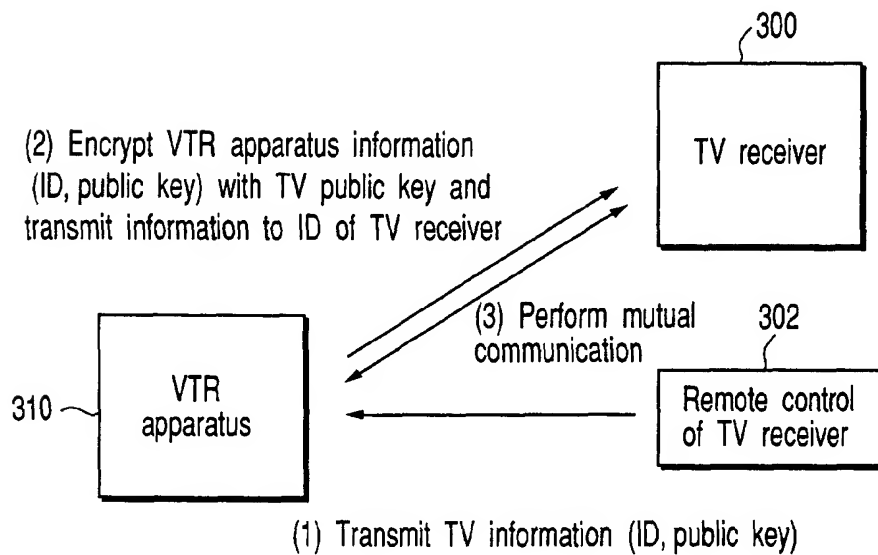 300
TV receiver
(2) Encrypt VTR apparatus information
(ID, public key) with TV public key and
transmit information to ID of TV receiver
(3) Perform mutual
communication
302
Remote control
of TV receiver
310
VTR
apparatus
(1) Transmit TV information (ID, public key)